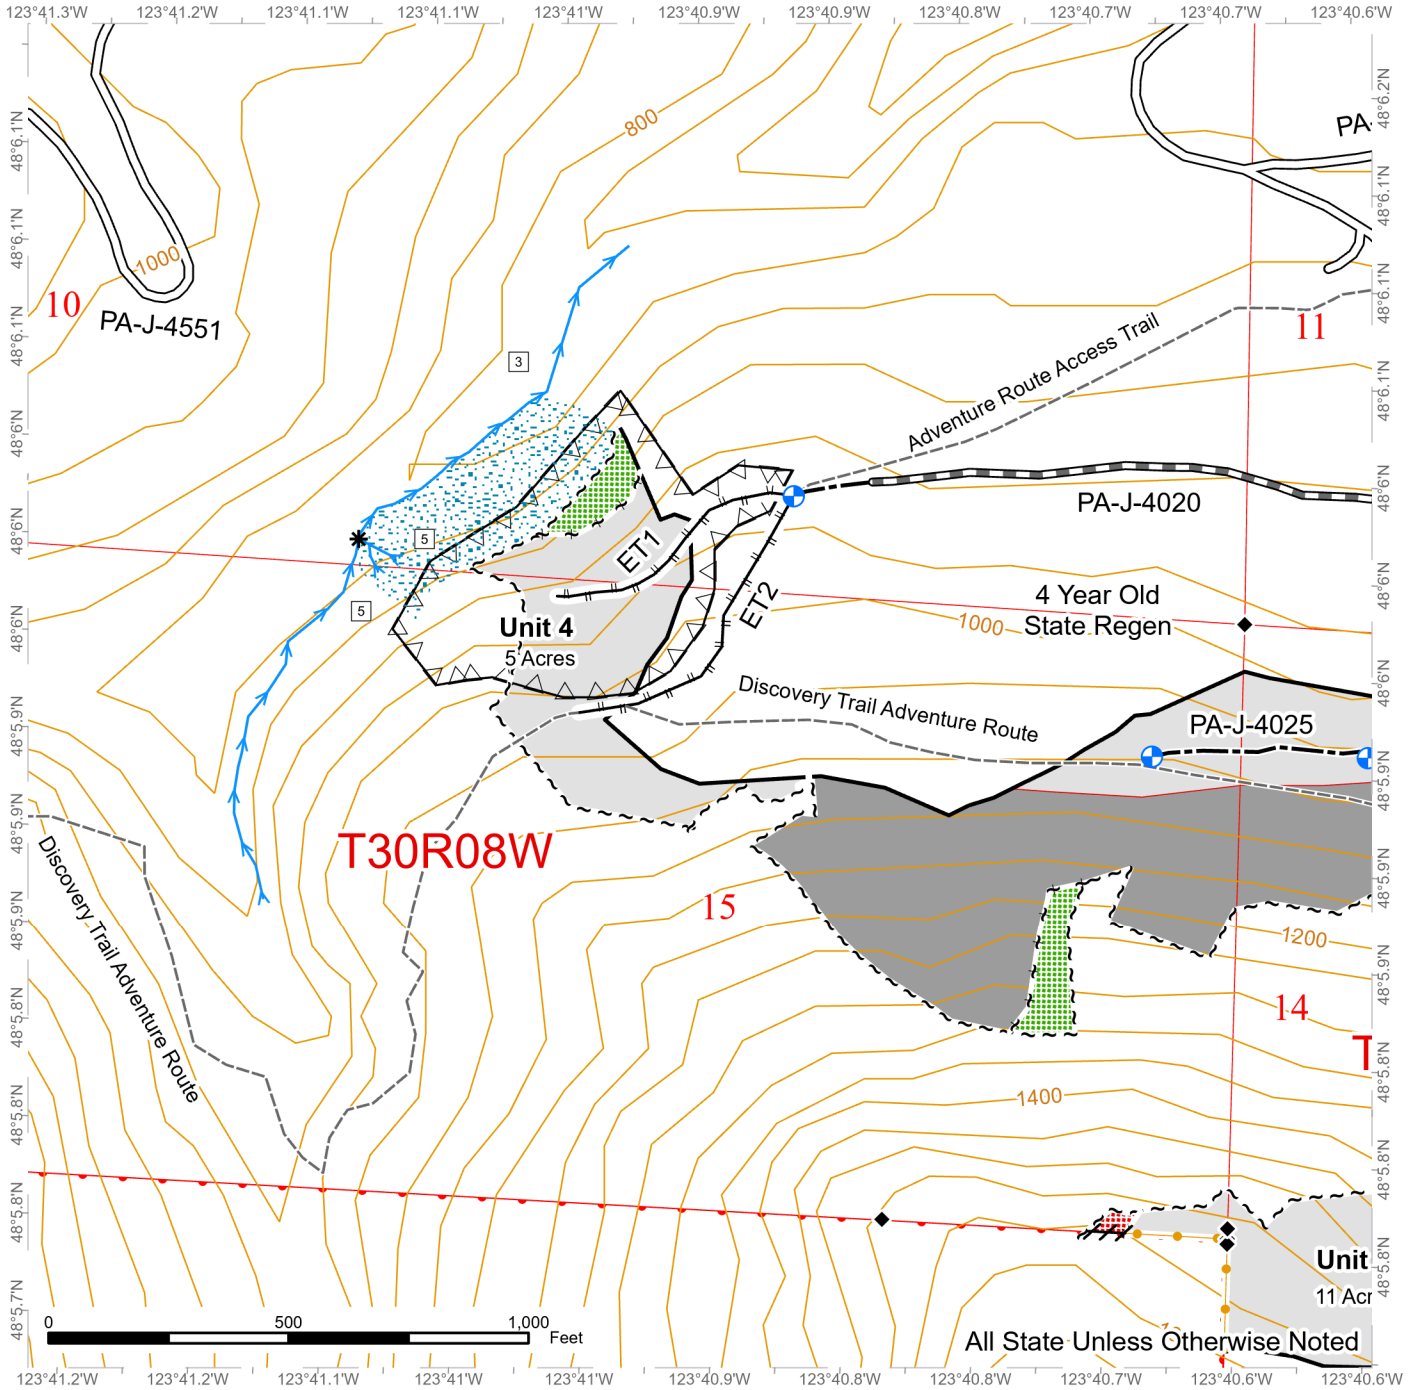 123°41.3'W 123°41.2'W 123°41.1'W 123°41.1'W 123°41'W 123°40.9'W 123°40.9'W 123°40.8'W 123°40.7'W 123°40.7'W 123°40.6'W
48°6.1'N
48°6.1'N
48°6.1'N
48°6'N
48°6'N
48°6'N
48°5.9'N
48°5.9'N
48°5.9'N
48°5.8'N
48°5.8'N
48°5.8'N
48°5.7'N
48°6.2'N
48°6.1'N
48°6.1'N
48°6.1'N
48°6'N
48°6'N
48°6'N
48°5.9'N
48°5.9'N
48°5.9'N
48°5.8'N
48°5.8'N
48°5.8'N
800
PA-
1000
10
PA-J-4551
11
3
Adventure Route Access Trail
PA-J-4020
5
ET1
5
ET2
4 Year Old
State Regen
1000
Unit 4
5 Acres
Discovery Trail Adventure Route
PA-J-4025
T30R08W
Discovery Trail Adventure Route
15
1200
14
T
1400
Unit
11 Acr
All State Unless Otherwise Noted
0 500 1,000
Feet
123°41.2'W 123°41.2'W 123°41.1'W 123°41'W 123°41'W 123°40.9'W 123°40.8'W 123°40.8'W 123°40.7'W 123°40.6'W 123°40.6'W